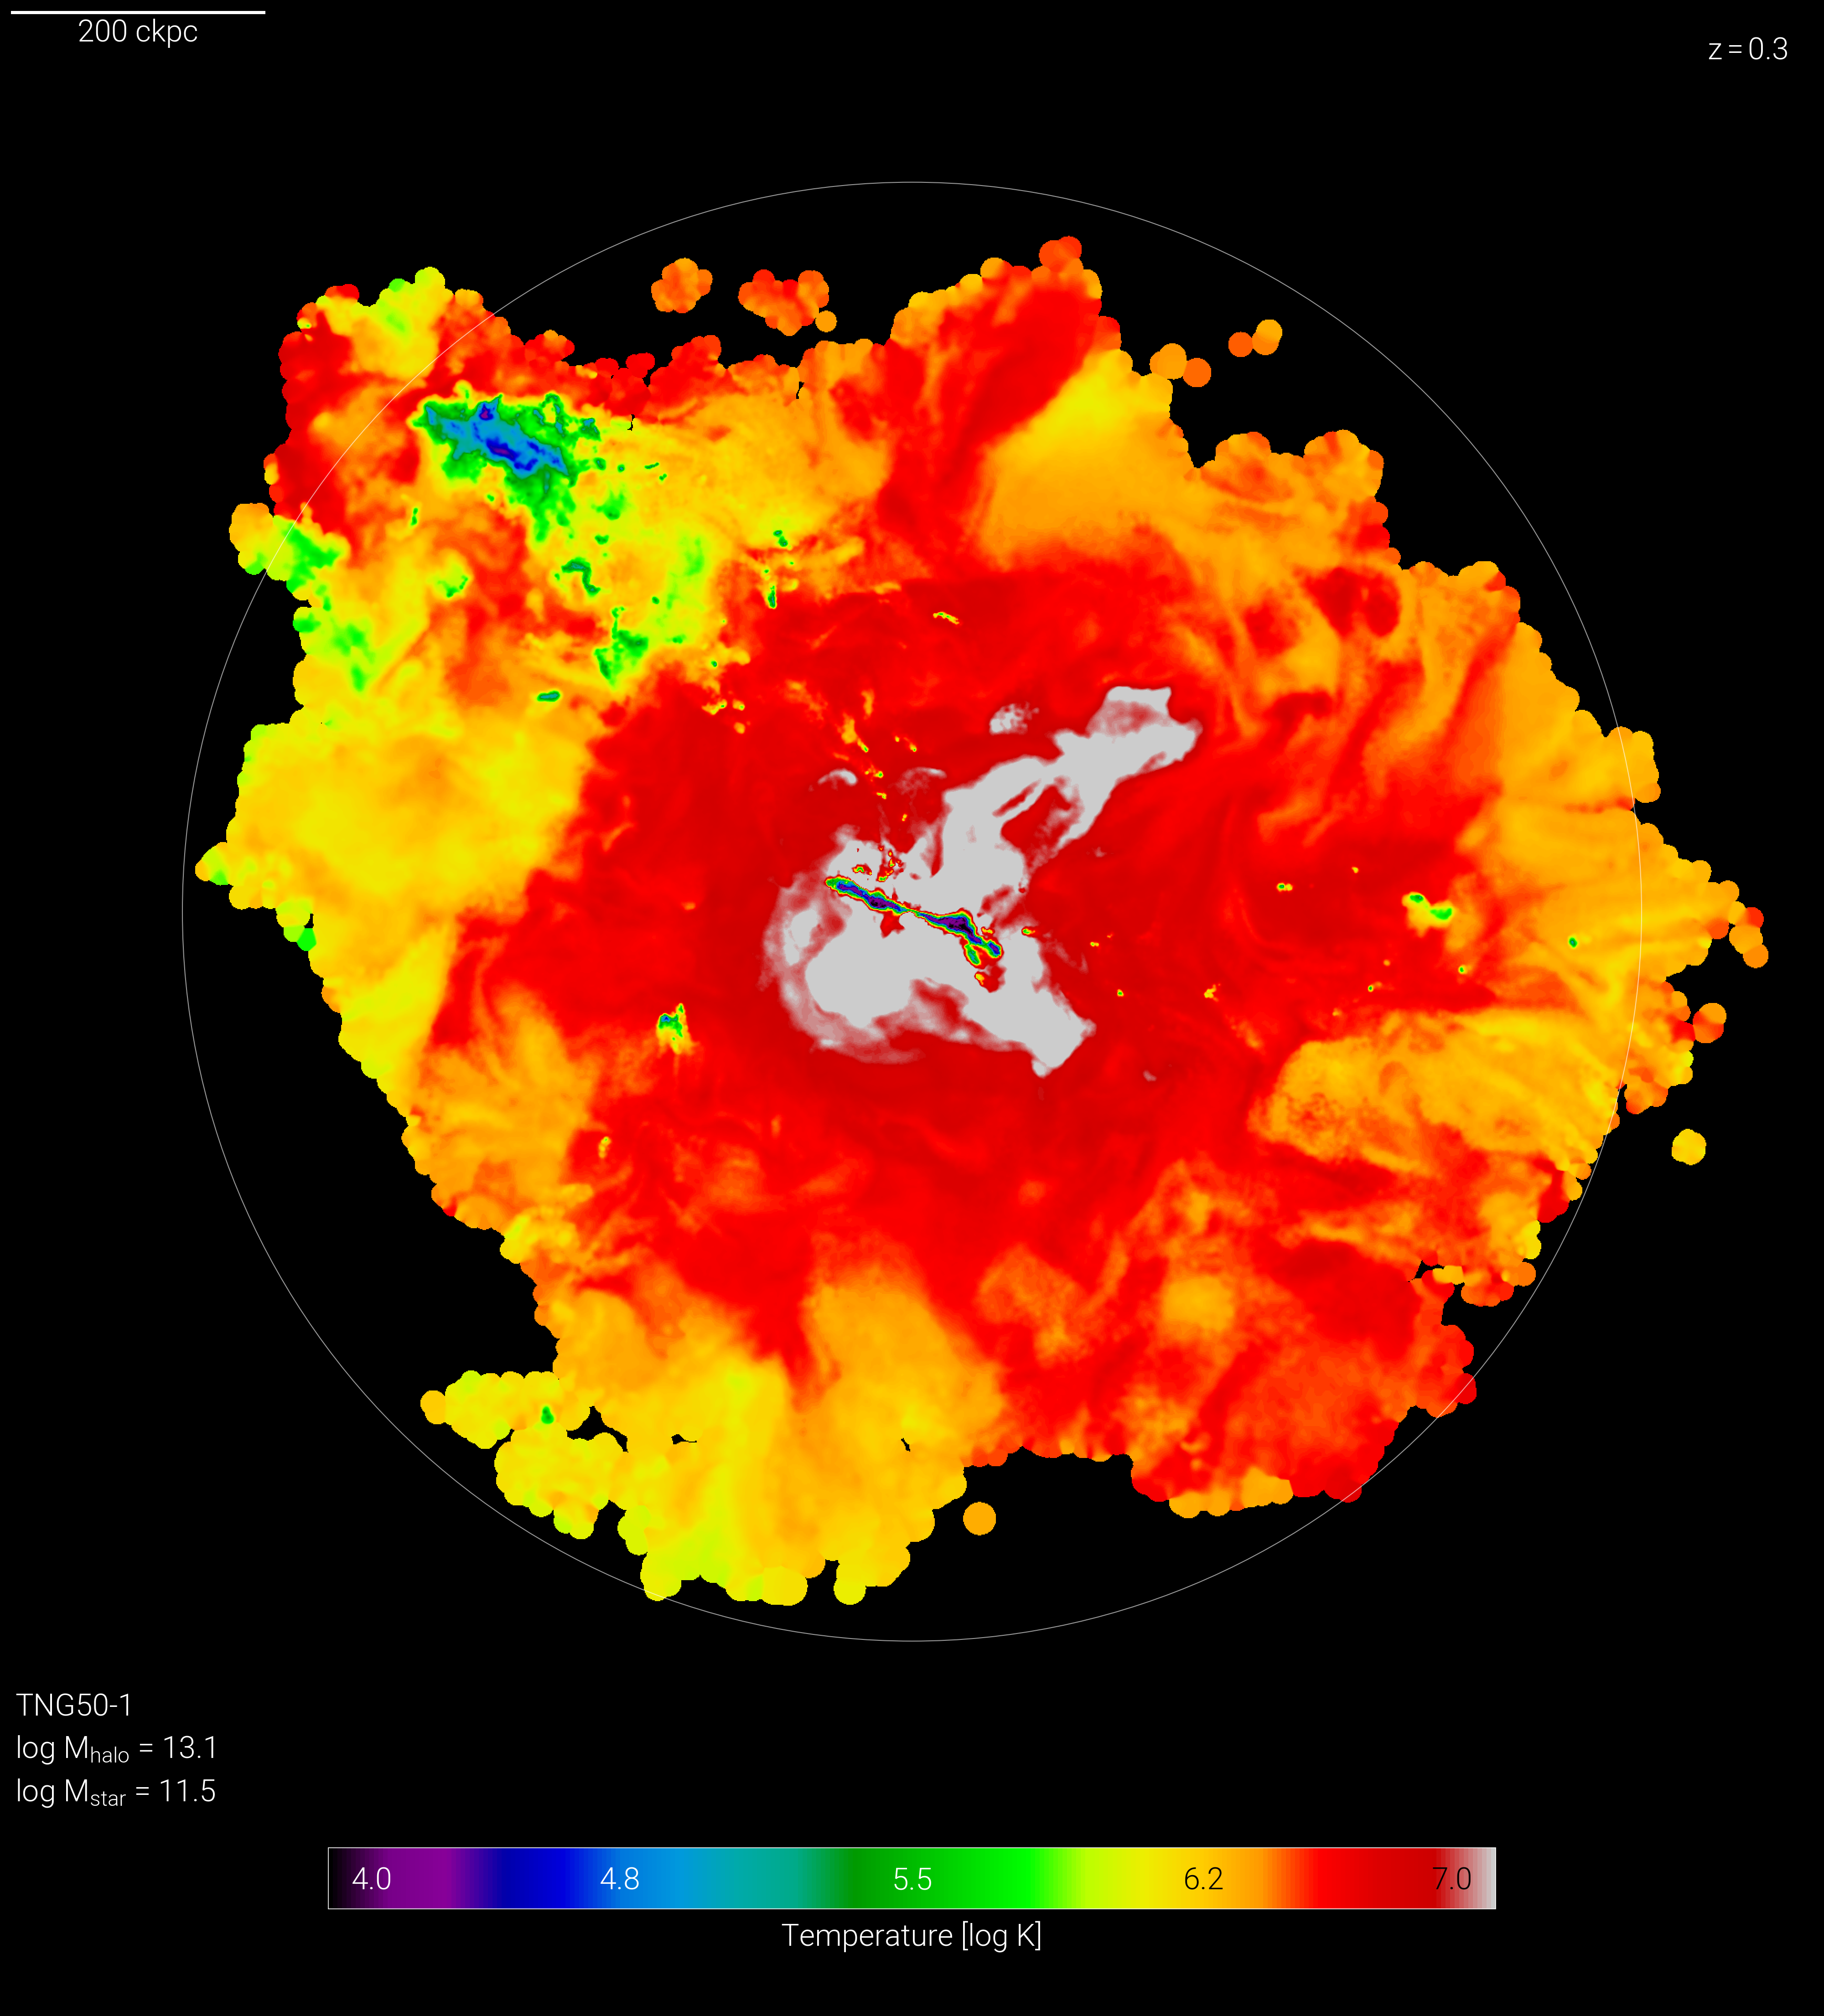 200 ckpc
z = 0.3
TNG50-1
log Mhalo = 13.1
log Mstar = 11.5
4.0 4.8 5.5 6.2 7.0
Temperature [log K]